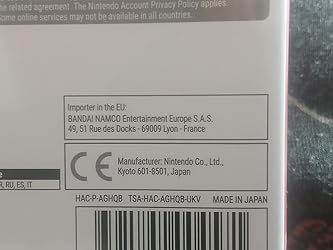 the related agreement. The Nintendo Account Privacy Policy applies.
Some online services may not be available in all countries.
Importer in the EU:
BANDAI NAMCO Entertainment Europe S.A.S.
49, 51 Rue des Docks - 69009 Lyon - France
CE
Manufacturer: Nintendo Co., Ltd.,
Kyoto 601-8501, Japan
R, RU, ES, IT
HAC-P-AGHQB TSA-HAC-AGHQB-UKV MADE IN JAPAN